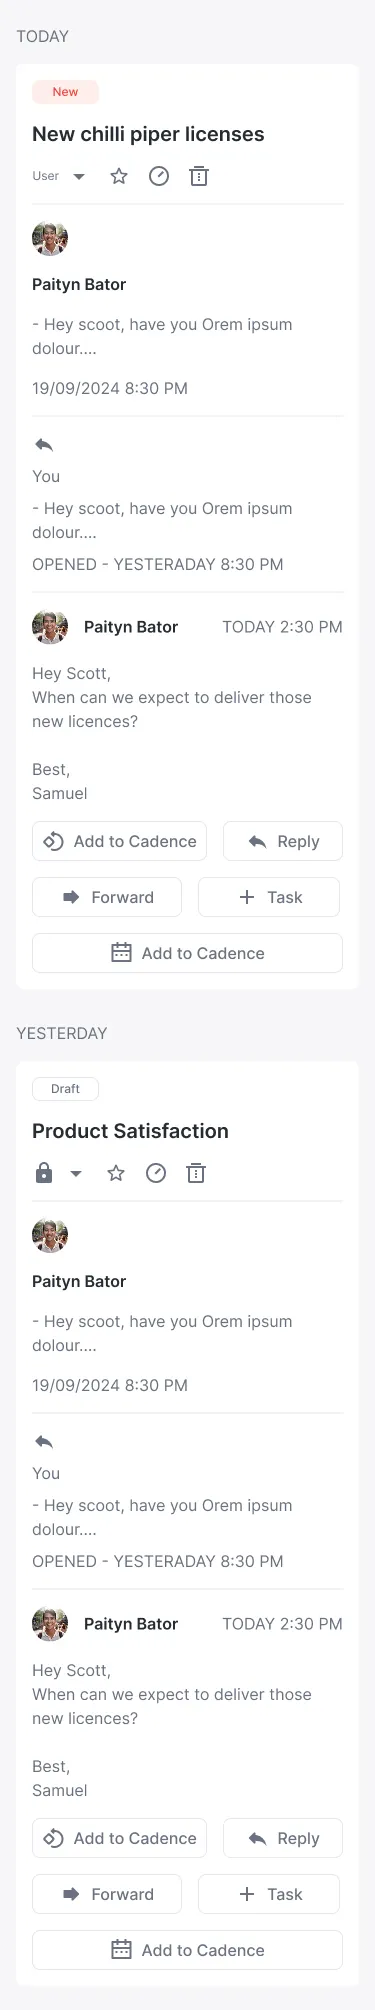 TODAY
New
New chilli piper licenses
User
Paityn Bator
- Hey scoot, have you Orem ipsum
dolour....
19/09/2024 8:30 PM
You
- Hey scoot, have you Orem ipsum
dolour....
OPENED - YESTERADAY 8:30 PM
Paityn Bator TODAY 2:30 PM
Hey Scott,
When can we expect to deliver those
new licences?
Best,
Samuel
Add to Cadence Reply
Forward Task
Add to Cadence
YESTERDAY
Draft
Product Satisfaction
Paityn Bator
- Hey scoot, have you Orem ipsum
dolour....
19/09/2024 8:30 PM
You
- Hey scoot, have you Orem ipsum
dolour....
OPENED - YESTERADAY 8:30 PM
Paityn Bator TODAY 2:30 PM
Hey Scott,
When can we expect to deliver those
new licences?
Best,
Samuel
Add to Cadence Reply
Forward Task
Add to Cadence